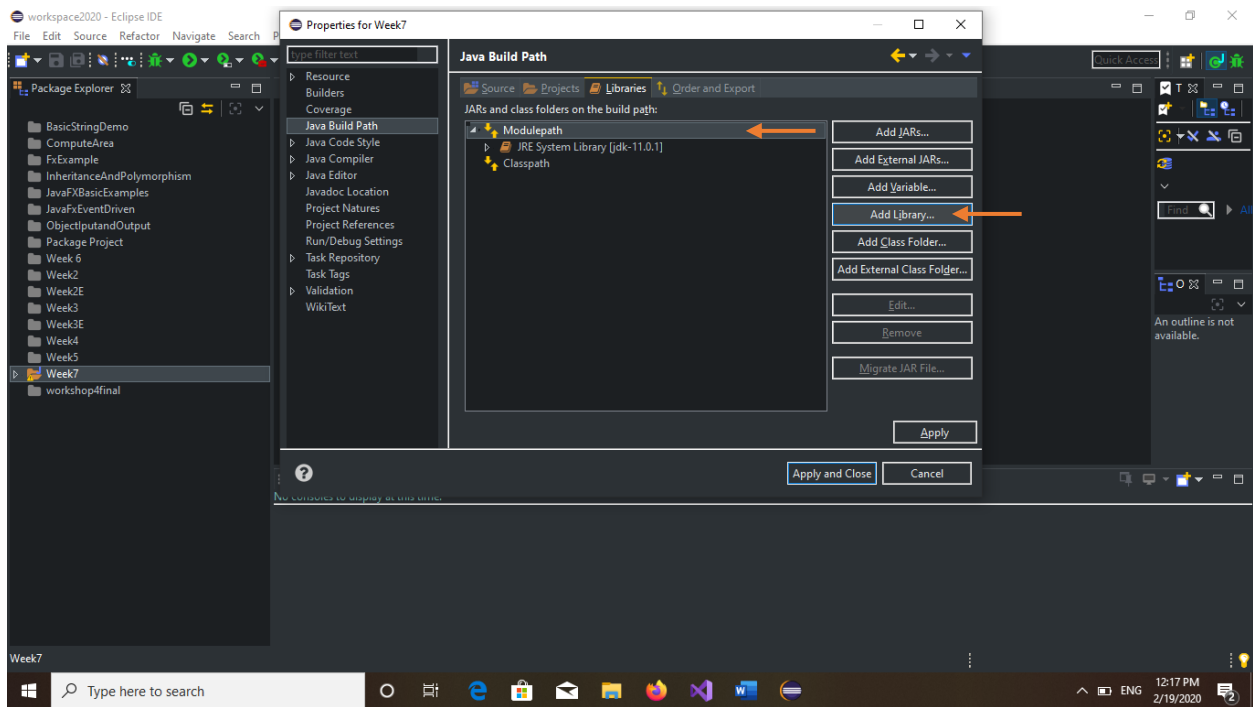 workspace2020 - Eclipse IDE
File Edit Source Refactor Navigate Search
Quick Access
Package Explorer
BasicStringDemo
ComputeArea
FxExample
InheritanceAndPolymorphism
JavaFXBasicExamples
JavaFxEventDriven
ObjectIputandOutput
Package Project
Week 6
Week2
Week2E
Week3
Week3E
Week4
Week5
Week7
workshop4final
Properties for Week7
type filter text
Resource
Builders
Coverage
Java Build Path
Java Code Style
Java Compiler
Java Editor
Javadoc Location
Project Natures
Project References
Run/Debug Settings
Task Repository
Task Tags
Validation
WikiText
Java Build Path
Source Projects Libraries Order and Export
JARs and class folders on the build path:
Modulepath
JRE System Library [jdk-11.0.1]
Classpath
Add JARs...
Add External JARs...
Add Variable...
Add Library...
Add Class Folder...
Add External Class Folder...
Edit...
Remove
Migrate JAR File...
Apply
Apply and Close Cancel
T
Find
All
O
An outline is not
available.
No consoles to display at this time.
Week7
Type here to search
ENG
12:17 PM
2/19/2020
2